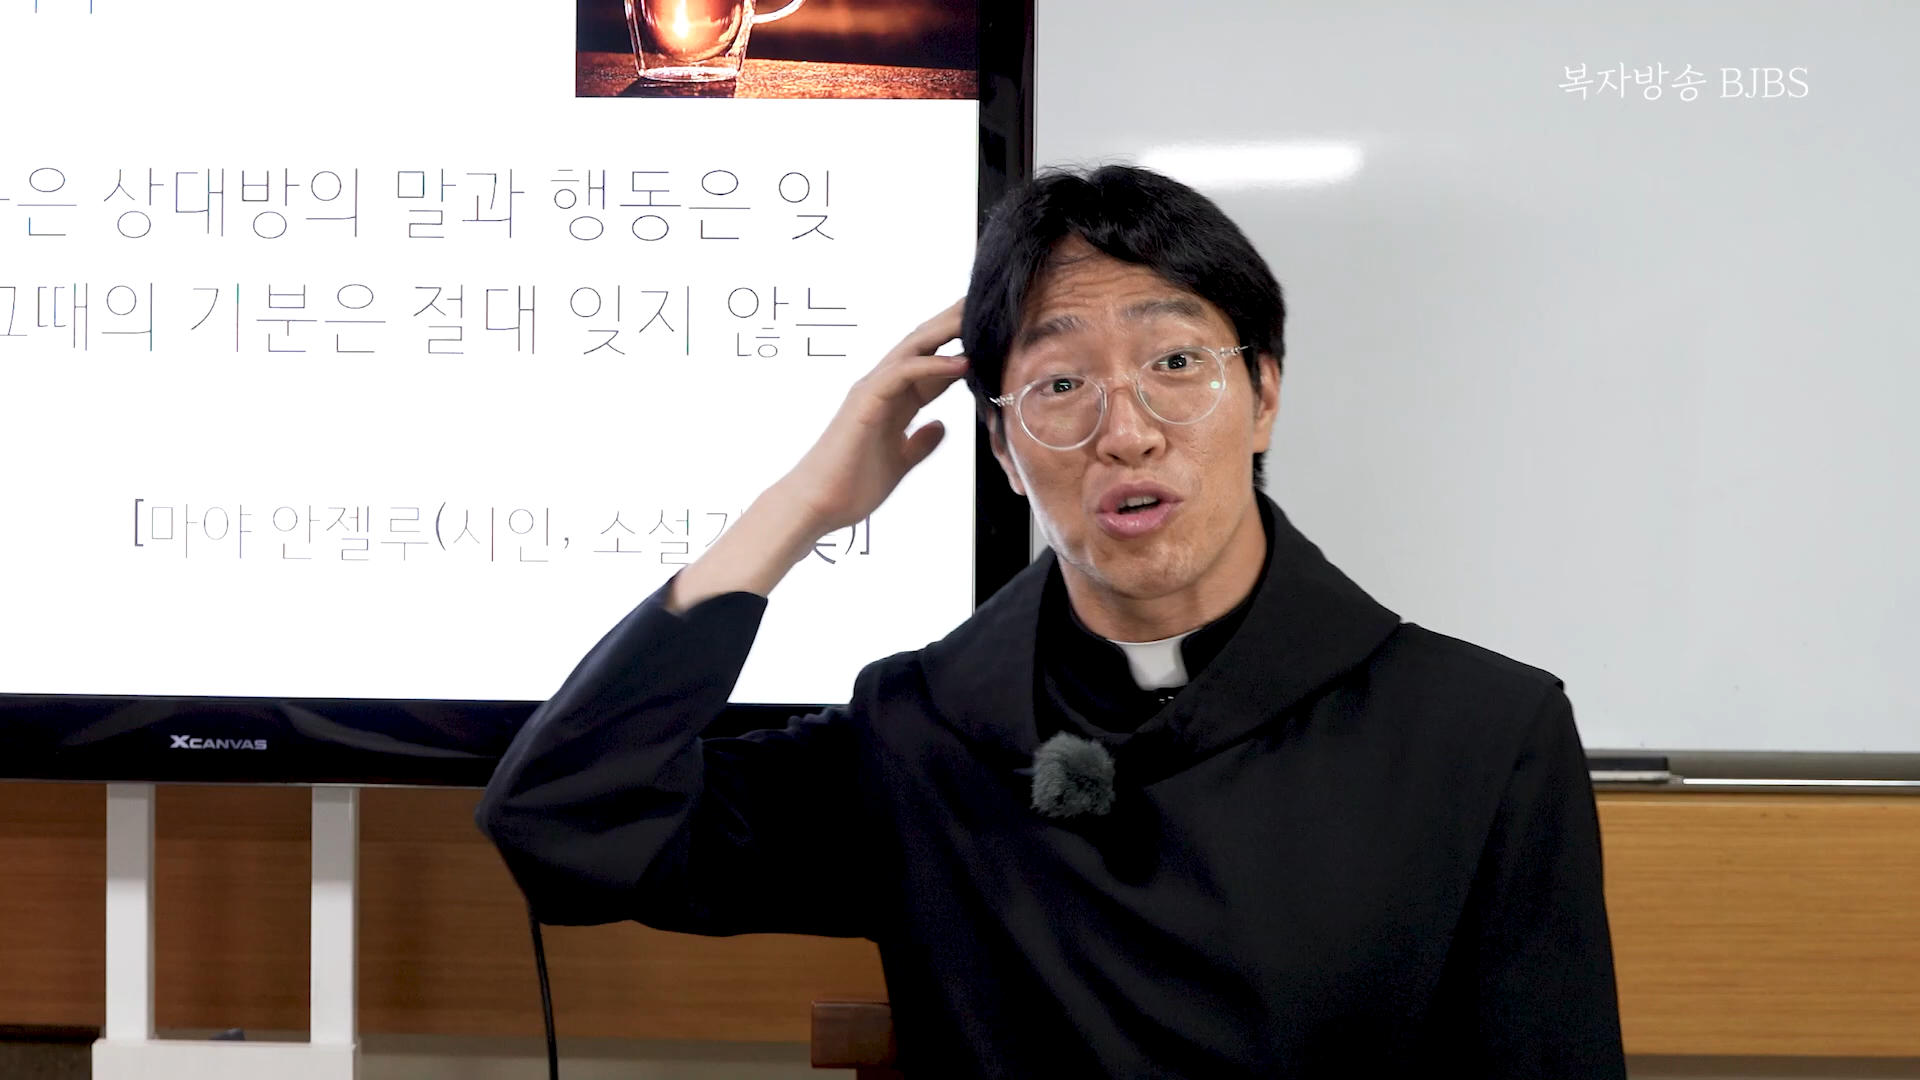 복자방송 BJBS
은 상대방의 말과 행동은 잊
그때의 기분은 절대 잊지 않는
[마야 안젤루(시인, 소설가
XCANVAS